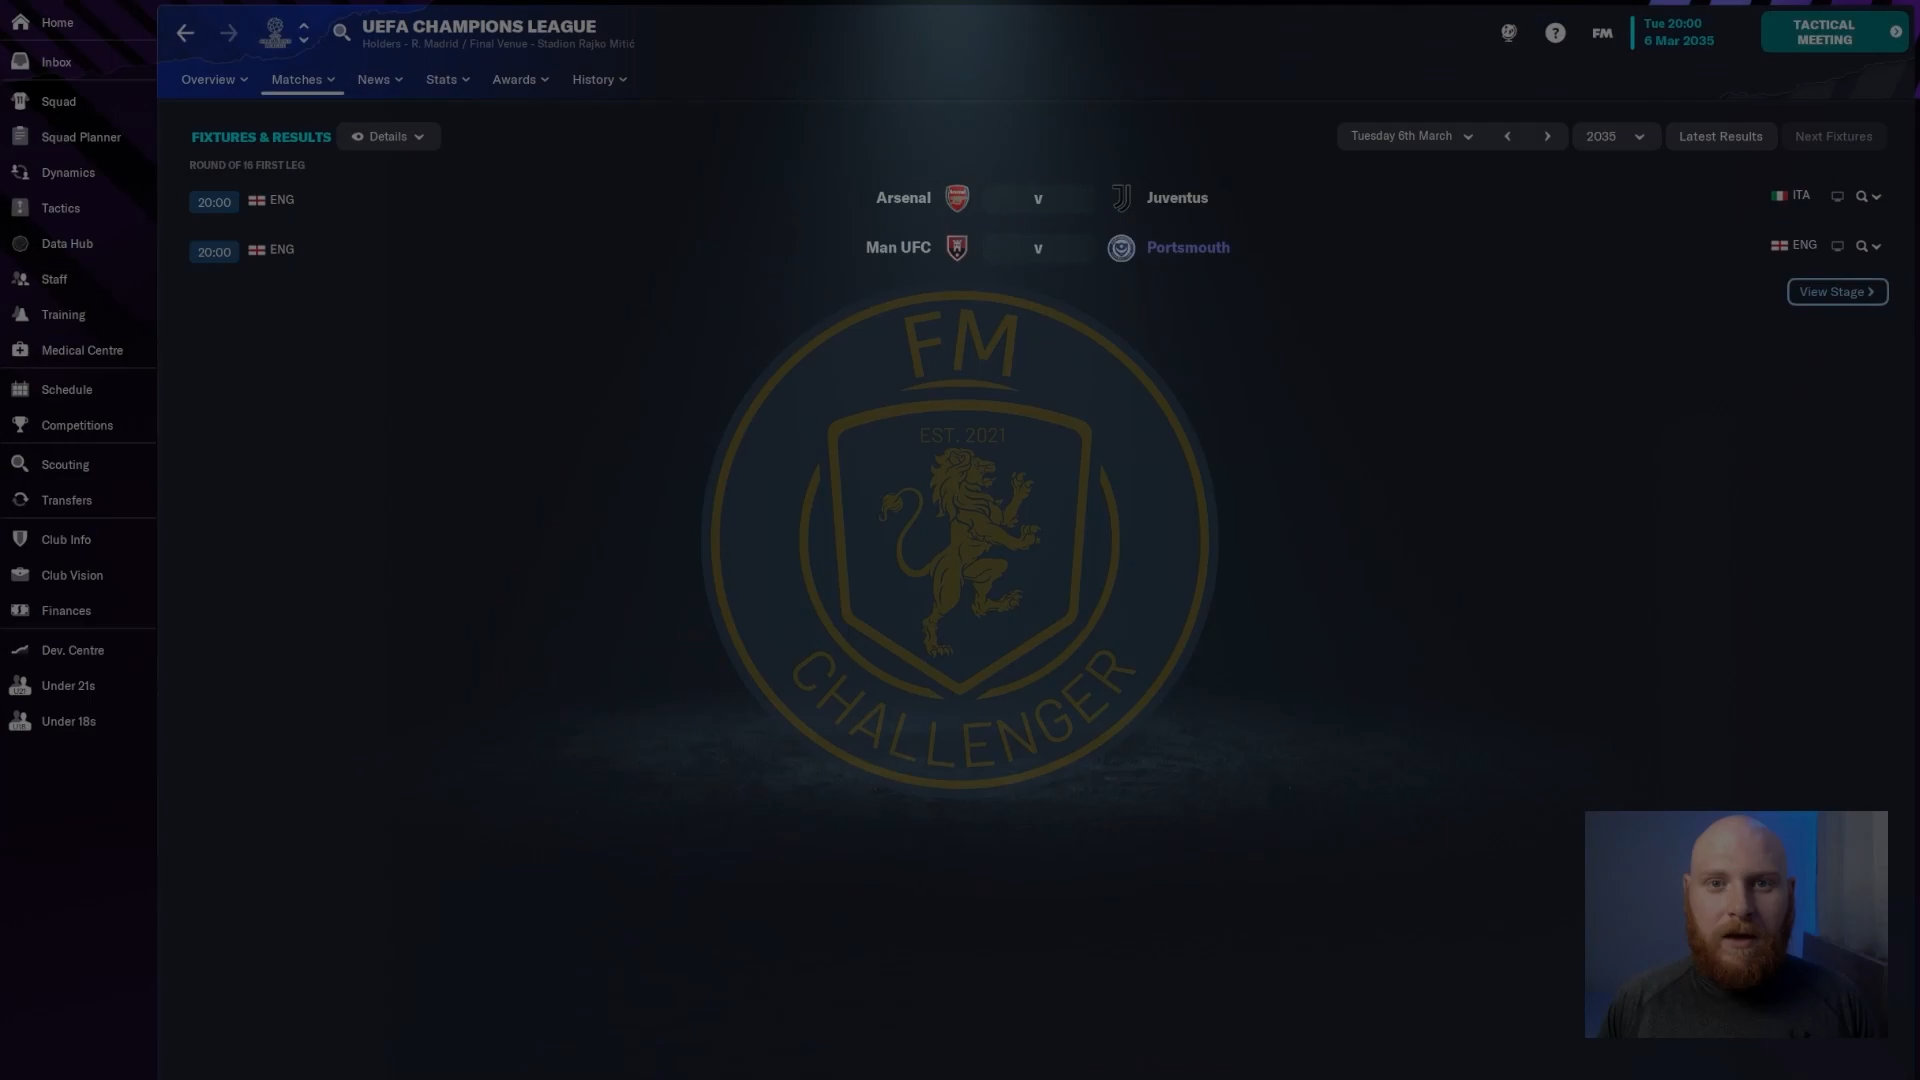 Home
Inbox
Squad
Squad Planner
Dynamics
Tactics
Data Hub
Staff
Training
Medical Centre
Schedule
Competitions
Scouting
Transfers
Club Info
Club Vision
Finances
Dev. Centre
U21 Under 21s
U18 Under 18s
UEFA CHAMPIONS LEAGUE
Holders - R. Madrid / Final Venue - Stadion Rajko Mitić
FM
Tue 20:00
6 Mar 2035
TACTICAL
MEETING
Overview Matches News Stats Awards History
FIXTURES & RESULTS Details Tuesday 6th March 2035 Latest Results Next Fixtures
ROUND OF 16 FIRST LEG
20:00 ENG Arsenal v Juventus ITA
20:00 ENG Man UFC v Portsmouth ENG
View Stage
FM
EST. 2021
CHALLENGER